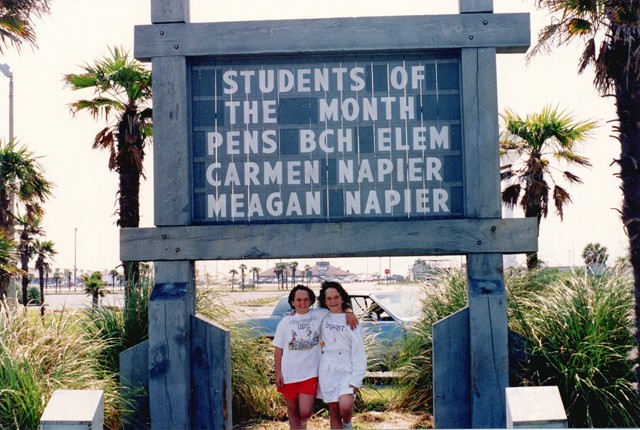 STUDENTS OF
THE MONTH
PENS BCH ELEM
CARMEN NAPIER
MEAGAN NAPIER